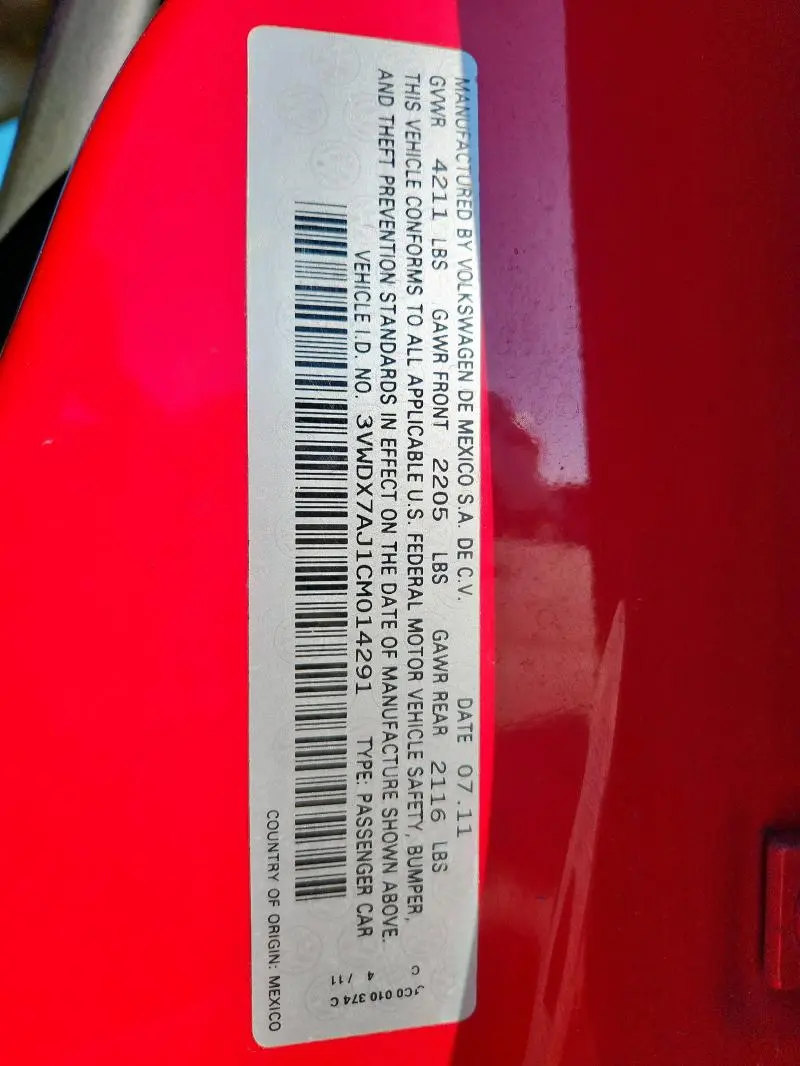 MANUFACTURED BY VOLKSWAGEN DE MEXICO S.A. DE C.V. DATE 07.11
GVWR 4211 LBS GAWR FRONT 2205 LBS GAWR REAR 2116 LBS
THIS VEHICLE CONFORMS TO ALL APPLICABLE U.S. FEDERAL MOTOR VEHICLE SAFETY, BUMPER,
AND THEFT PREVENTION STANDARDS IN EFFECT ON THE DATE OF MANUFACTURE SHOWN ABOVE.
VEHICLE I.D. NO. 3VWDX7AJ1CM014291 TYPE: PASSENGER CAR
COUNTRY OF ORIGIN: MEXICO
010 374 C
4 /11